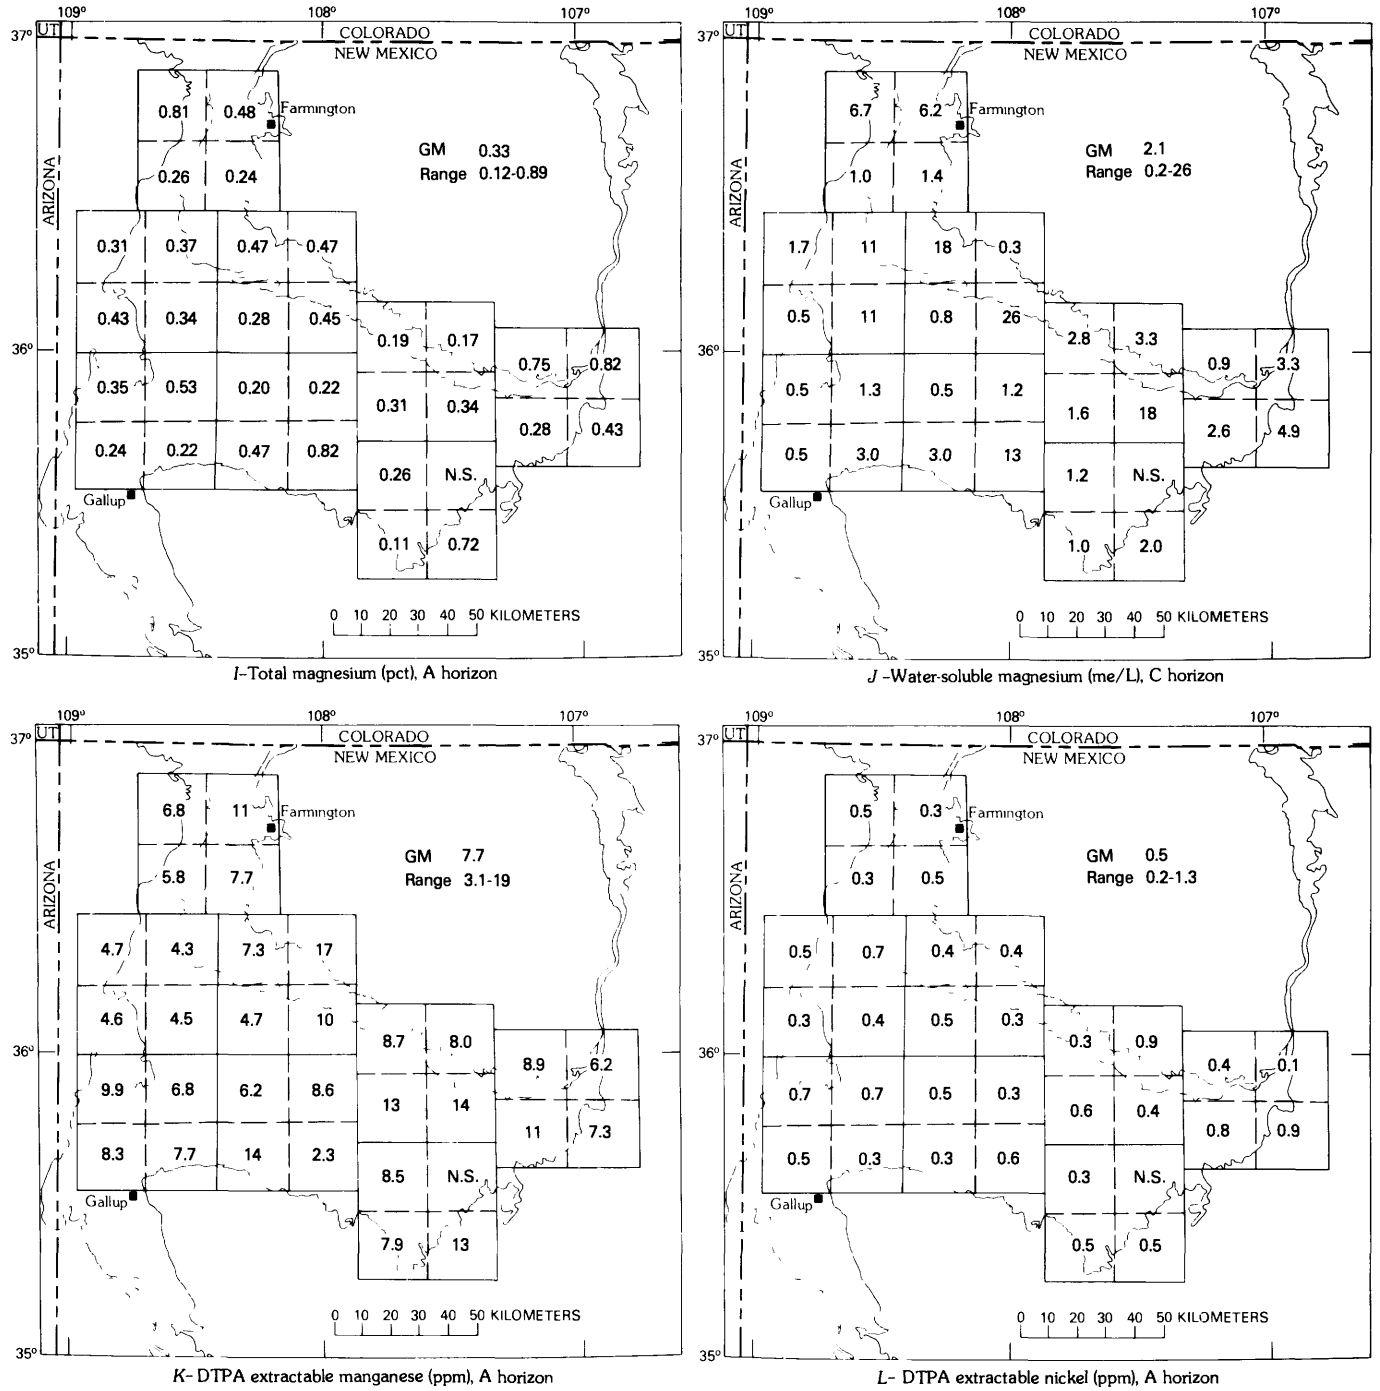 109° 108° 107°
37° UT COLORADO
NEW MEXICO
ARIZONA
0.81 0.48 Farmington
GM 0.33
Range 0.12-0.89
0.26 0.24
0.31 0.37 0.47 0.47
0.43 0.34 0.28 0.45
0.19 0.17
36°
0.75 0.82
0.35 0.53 0.20 0.22
0.31 0.34
0.28 0.43
0.24 0.22 0.47 0.82
0.26 N.S.
Gallup
0.11 0.72
0 10 20 30 40 50 KILOMETERS
35°
I-Total magnesium (pct), A horizon
109° 108° 107°
37° UT COLORADO
NEW MEXICO
ARIZONA
6.7 6.2 Farmington
GM 2.1
Range 0.2-26
1.0 1.4
1.7 11 18 0.3
0.5 11 0.8 26
2.8 3.3
36°
0.9 3.3
0.5 1.3 0.5 1.2
1.6 18
2.6 4.9
0.5 3.0 3.0 13
1.2 N.S.
Gallup
1.0 2.0
0 10 20 30 40 50 KILOMETERS
35°
J-Water-soluble magnesium (me/L), C horizon
109° 108° 107°
37° UT COLORADO
NEW MEXICO
ARIZONA
6.8 11 Farmington
GM 7.7
Range 3.1-19
5.8 7.7
4.7 4.3 7.3 17
4.6 4.5 4.7 10
8.7 8.0
36°
8.9 6.2
9.9 6.8 6.2 8.6
13 14
11 7.3
8.3 7.7 14 2.3
8.5 N.S.
Gallup
7.9 13
0 10 20 30 40 50 KILOMETERS
35°
K- DTPA extractable manganese (ppm), A horizon
109° 108° 107°
37° UT COLORADO
NEW MEXICO
ARIZONA
0.5 0.3 Farmington
GM 0.5
Range 0.2-1.3
0.3 0.5
0.5 0.7 0.4 0.4
0.3 0.4 0.5 0.3
0.3 0.9
36°
0.4 0.1
0.7 0.7 0.5 0.3
0.6 0.4
0.8 0.9
0.5 0.3 0.3 0.6
0.3 N.S.
Gallup
0.5 0.5
0 10 20 30 40 50 KILOMETERS
35°
L- DTPA extractable nickel (ppm), A horizon